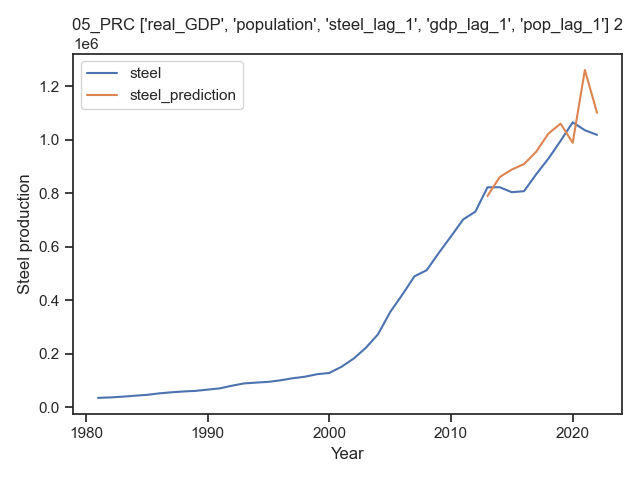 05_PRC ['real_GDP', 'population', 'steel_lag_1', 'gdp_lag_1', 'pop_lag_1'] 2
1e6
steel
steel_prediction
1.2
1.0
0.8
0.6
0.4
0.2
0.0
Steel production
1980 1990 2000 2010 2020
Year